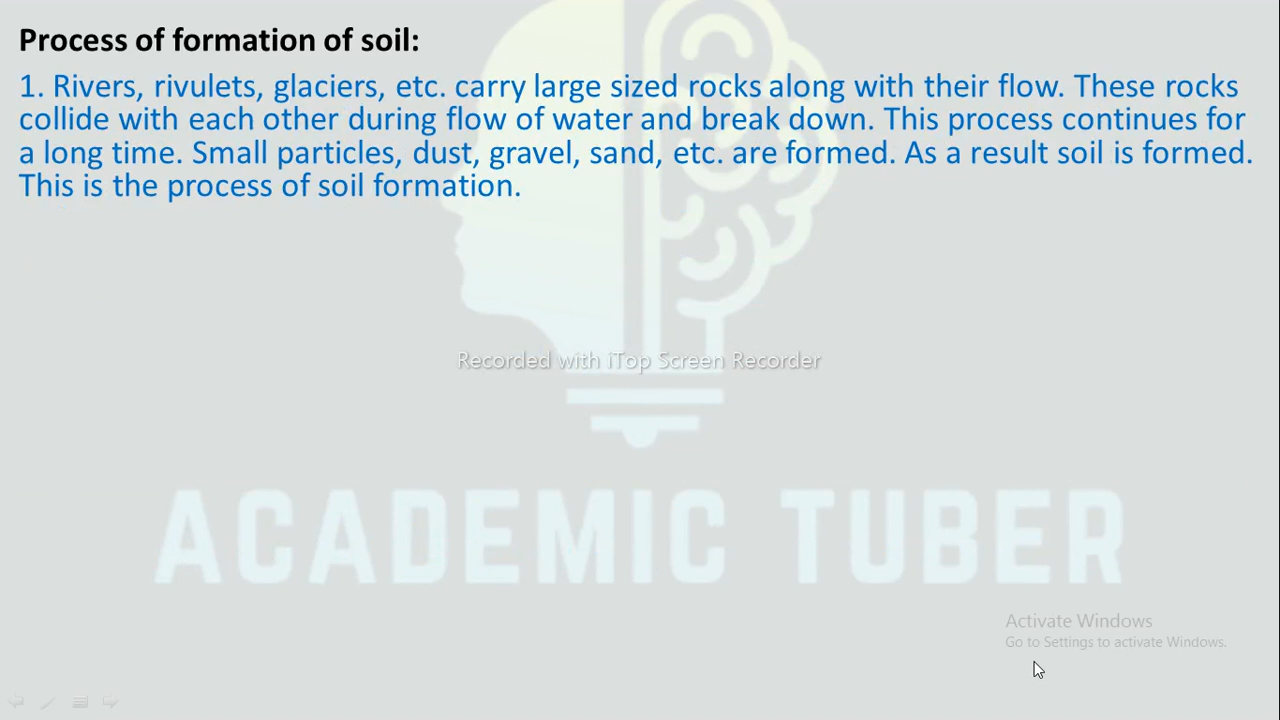 Process of formation of soil:
1. Rivers, rivulets, glaciers, etc. carry large sized rocks along with their flow. These rocks
collide with each other during flow of water and break down. This process continues for
a long time. Small particles, dust, gravel, sand, etc. are formed. As a result soil is formed.
This is the process of soil formation.
Recorded with iTop Screen Recorder
ACADEMIC TUBER
Activate Windows
Go to Settings to activate Windows.